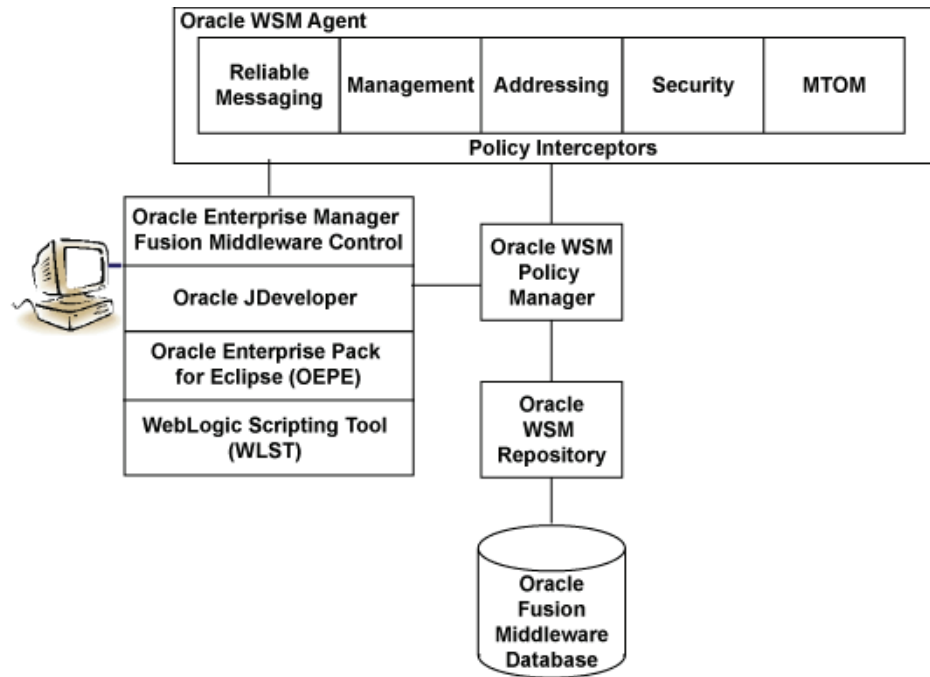 Oracle WSM Agent
Reliable
Messaging
Management
Addressing
Security
MTOM
Policy Interceptors
Oracle Enterprise Manager
Fusion Middleware Control
Oracle JDeveloper
Oracle Enterprise Pack
for Eclipse (OEPE)
WebLogic Scripting Tool
(WLST)
Oracle WSM
Policy
Manager
Oracle
WSM
Repository
Oracle
Fusion
Middleware
Database